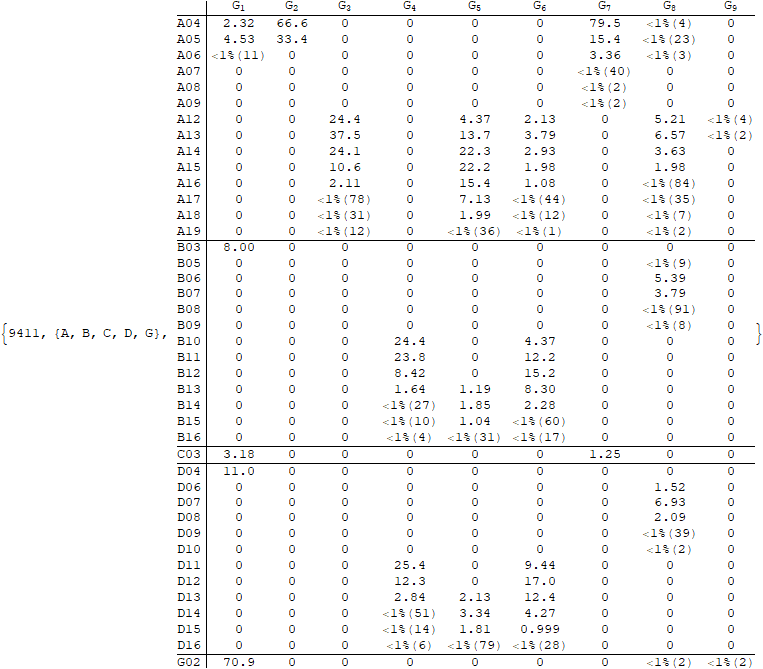 G1 G2 G3 G4 G5 G6 G7 G8 G9
A04 2.32 66.6 0 0 0 0 79.5 <1%(4) 0
A05 4.53 33.4 0 0 0 0 15.4 <1%(23) 0
A06 <1%(11) 0 0 0 0 0 3.36 <1%(3) 0
A07 0 0 0 0 0 0 <1%(40) 0 0
A08 0 0 0 0 0 0 <1%(2) 0 0
A09 0 0 0 0 0 0 <1%(2) 0 0
A12 0 0 24.4 0 4.37 2.13 0 5.21 <1%(4)
A13 0 0 37.5 0 13.7 3.79 0 6.57 <1%(2)
A14 0 0 24.1 0 22.3 2.93 0 3.63 0
A15 0 0 10.6 0 22.2 1.98 0 1.98 0
A16 0 0 2.11 0 15.4 1.08 0 <1%(84) 0
A17 0 0 <1%(78) 0 7.13 <1%(44) 0 <1%(35) 0
A18 0 0 <1%(31) 0 1.99 <1%(12) 0 <1%(7) 0
A19 0 0 <1%(12) 0 <1%(36) <1%(1) 0 <1%(2) 0
B03 8.00 0 0 0 0 0 0 0 0
B05 0 0 0 0 0 0 0 <1%(9) 0
B06 0 0 0 0 0 0 0 5.39 0
B07 0 0 0 0 0 0 0 3.79 0
B08 0 0 0 0 0 0 0 <1%(91) 0
B09 0 0 0 0 0 0 0 <1%(8) 0
{9411, {A, B, C, D, G}, }
B10 0 0 0 24.4 0 4.37 0 0 0
B11 0 0 0 23.8 0 12.2 0 0 0
B12 0 0 0 8.42 0 15.2 0 0 0
B13 0 0 0 1.64 1.19 8.30 0 0 0
B14 0 0 0 <1%(27) 1.85 2.28 0 0 0
B15 0 0 0 <1%(10) 1.04 <1%(60) 0 0 0
B16 0 0 0 <1%(4) <1%(31) <1%(17) 0 0 0
C03 3.18 0 0 0 0 0 1.25 0 0
D04 11.0 0 0 0 0 0 0 0 0
D06 0 0 0 0 0 0 0 1.52 0
D07 0 0 0 0 0 0 0 6.93 0
D08 0 0 0 0 0 0 0 2.09 0
D09 0 0 0 0 0 0 0 <1%(39) 0
D10 0 0 0 0 0 0 0 <1%(2) 0
D11 0 0 0 25.4 0 9.44 0 0 0
D12 0 0 0 12.3 0 17.0 0 0 0
D13 0 0 0 2.84 2.13 12.4 0 0 0
D14 0 0 0 <1%(51) 3.34 4.27 0 0 0
D15 0 0 0 <1%(14) 1.81 0.999 0 0 0
D16 0 0 0 <1%(6) <1%(79) <1%(28) 0 0 0
G02 70.9 0 0 0 0 0 0 <1%(2) <1%(2)